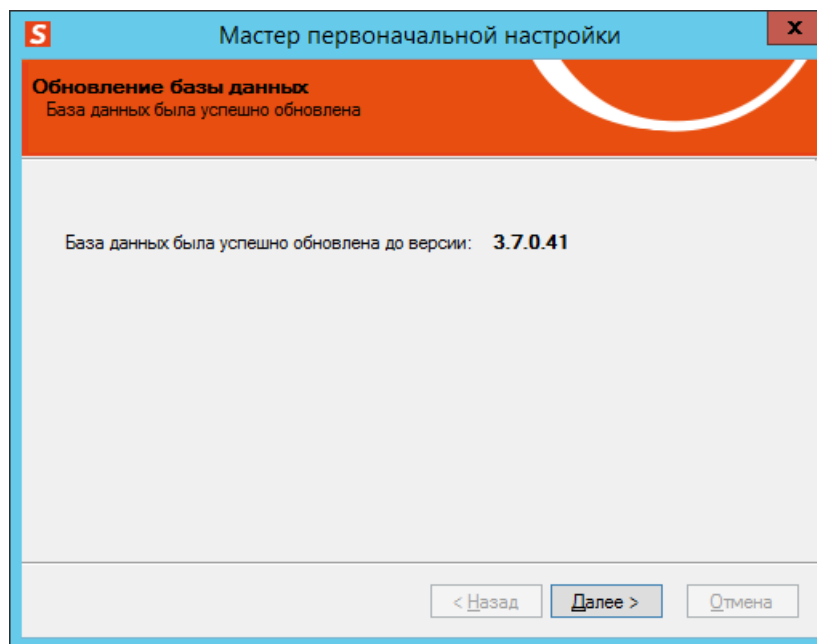 S
Мастер первоначальной настройки
x
Обновление базы данных
База данных была успешно обновлена
База данных была успешно обновлена до версии: 3.7.0.41
< Назад Далее > Отмена